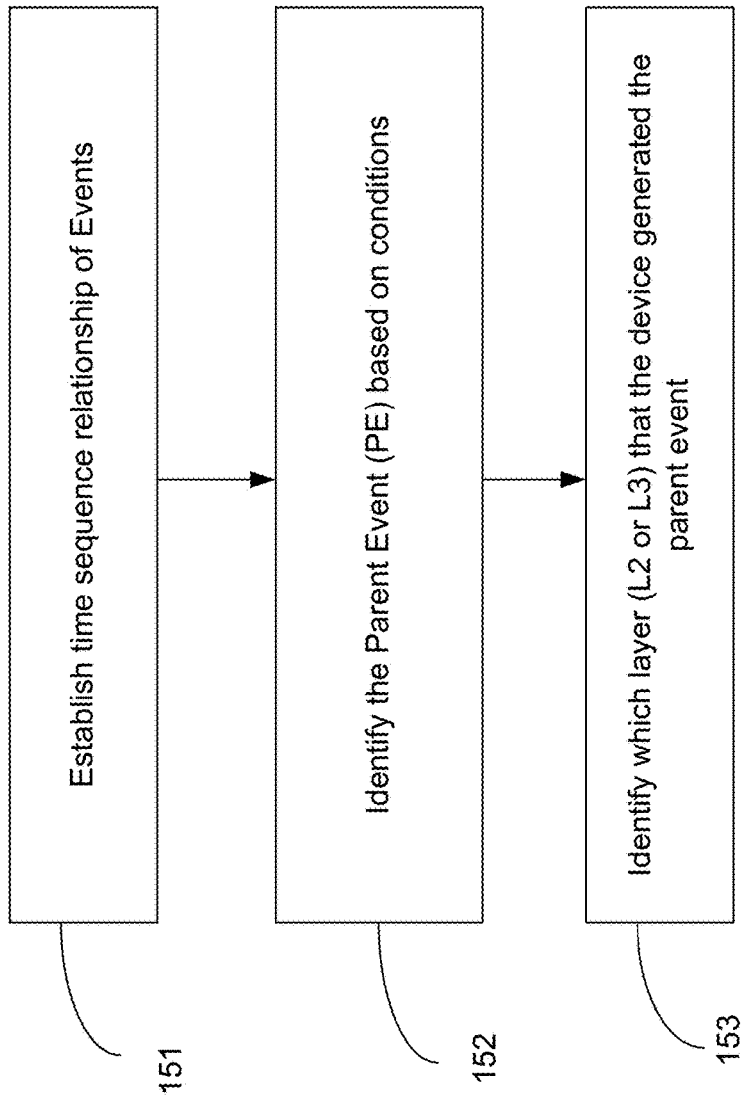 Establish time sequence relationship of Events
151
Identify the Parent Event (PE) based on conditions
152
Identify which layer (L2 or L3) that the device generated the
parent event
153